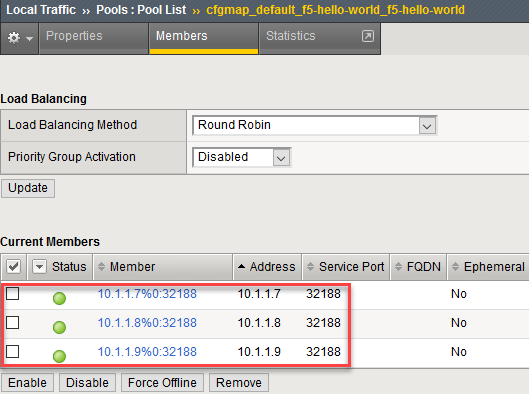 Local Traffic ›› Pools : Pool List ›› cfgmap_default_f5-hello-world_f5-hello-world
Properties Members Statistics
Load Balancing
Load Balancing Method Round Robin
Priority Group Activation Disabled
Update
Current Members
Status Member Address Service Port FQDN Ephemeral
10.1.1.7%0:32188 10.1.1.7 32188 No
10.1.1.8%0:32188 10.1.1.8 32188 No
10.1.1.9%0:32188 10.1.1.9 32188 No
Enable Disable Force Offline Remove